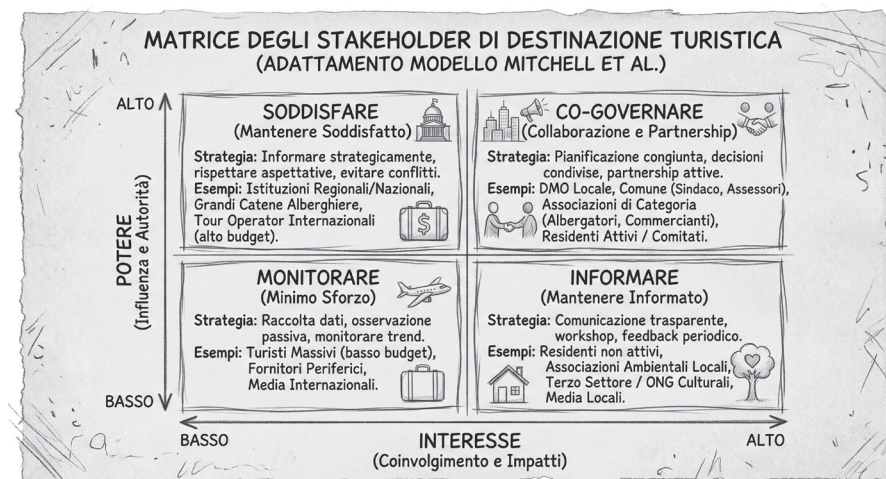 MATRICE DEGLI STAKEHOLDER DI DESTINAZIONE TURISTICA
(ADATTAMENTO MODELLO MITCHELL ET AL.)
ALTO
POTERE
(Influenza e Autorità)
BASSO
SODDISFARE
(Mantenere Soddisfatto)
Strategia: Informare strategicamente,
rispettare aspettative, evitare conflitti.
Esempi: Istituzioni Regionali/Nazionali,
Grandi Catene Alberghiere,
Tour Operator Internazionali
(alto budget).
$
CO-GOVERNARE
(Collaborazione e Partnership)
Strategia: Pianificazione congiunta, decisioni
condivise, partnership attive.
Esempi: DMO Locale, Comune (Sindaco, Assessori),
Associazioni di Categoria
(Albergatori, Commercianti),
Residenti Attivi / Comitati.
MONITORARE
(Minimo Sforzo)
Strategia: Raccolta dati, osservazione
passiva, monitorare trend.
Esempi: Turisti Massivi (basso budget),
Fornitori Periferici,
Media Internazionali.
INFORMARE
(Mantenere Informato)
Strategia: Comunicazione trasparente,
workshop, feedback periodico.
Esempi: Residenti non attivi,
Associazioni Ambientali Locali,
Terzo Settore / ONG Culturali,
Media Locali.
BASSO
INTERESSE
(Coinvolgimento e Impatti)
ALTO